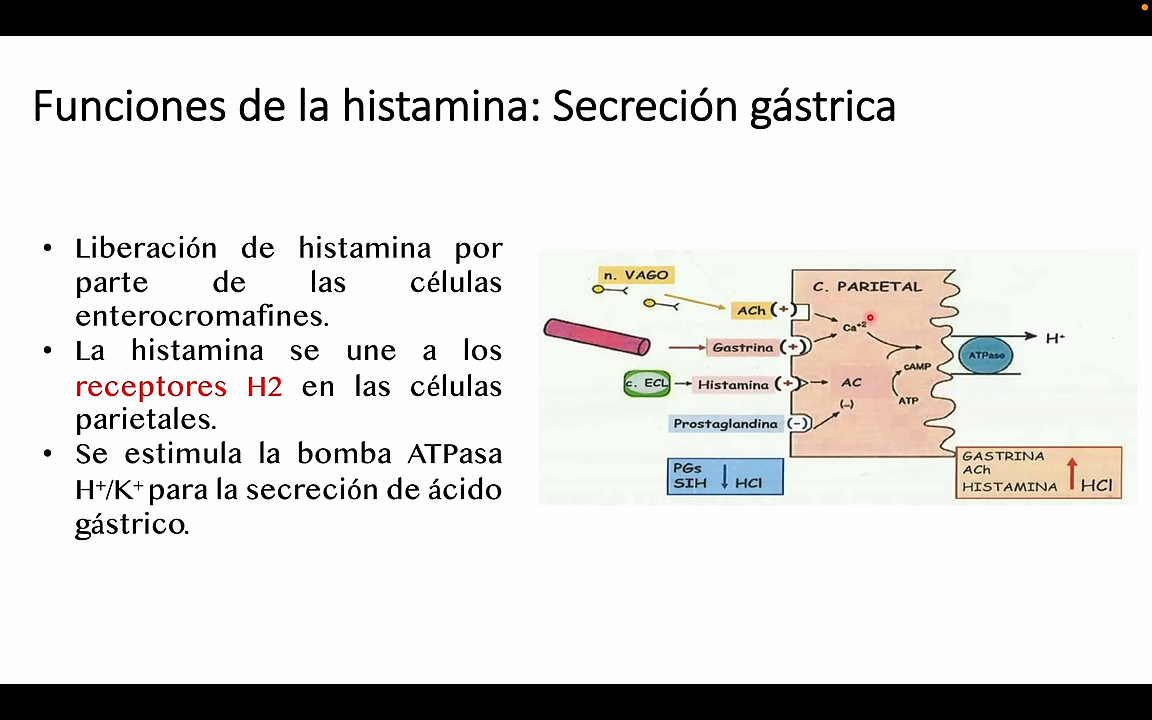 Funciones de la histamina: Secreción gástrica
• Liberación de histamina por
parte de las células
enterocromafines.
• La histamina se une a los
receptores H2 en las células
parietales.
• Se estimula la bomba ATPasa
H⁺/K⁺ para la secreción de ácido
gástrico.
n. VAGO
C. PARIETAL
ACh (+)
Ca⁺²
H⁺
Gastrina (+)
ATPase
cAMP
c. ECL
Histamina (+)
AC
(-)
ATP
Prostaglandina (-)
PGs
SIH ↓ HCl
GASTRINA
ACh
HISTAMINA ↑ HCl